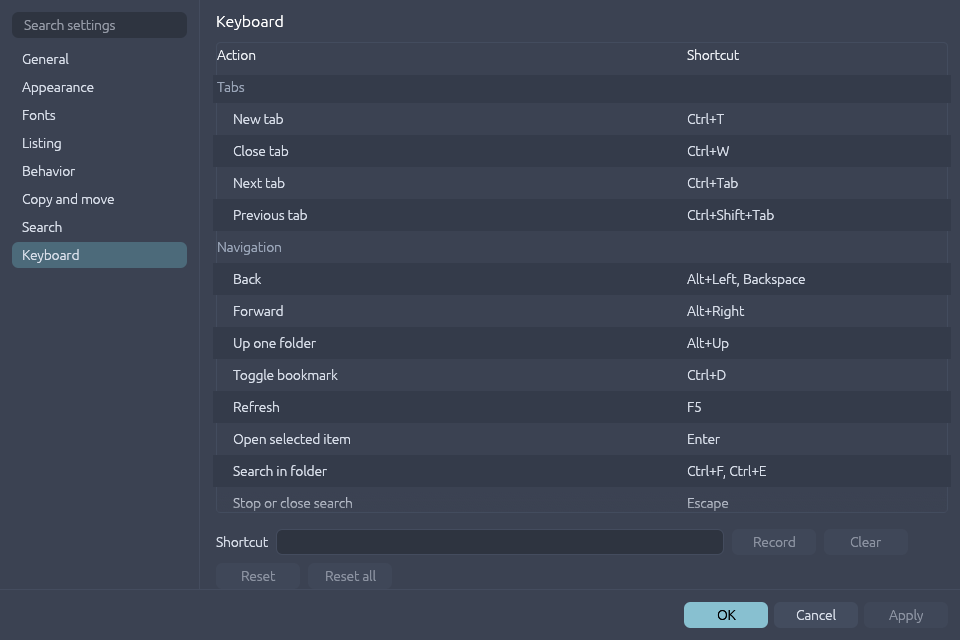 Search settings
General
Appearance
Fonts
Listing
Behavior
Copy and move
Search
Keyboard
Keyboard
Action Shortcut
Tabs
New tab Ctrl+T
Close tab Ctrl+W
Next tab Ctrl+Tab
Previous tab Ctrl+Shift+Tab
Navigation
Back Alt+Left, Backspace
Forward Alt+Right
Up one folder Alt+Up
Toggle bookmark Ctrl+D
Refresh F5
Open selected item Enter
Search in folder Ctrl+F, Ctrl+E
Stop or close search Escape
Shortcut Record Clear
Reset Reset all
OK Cancel Apply